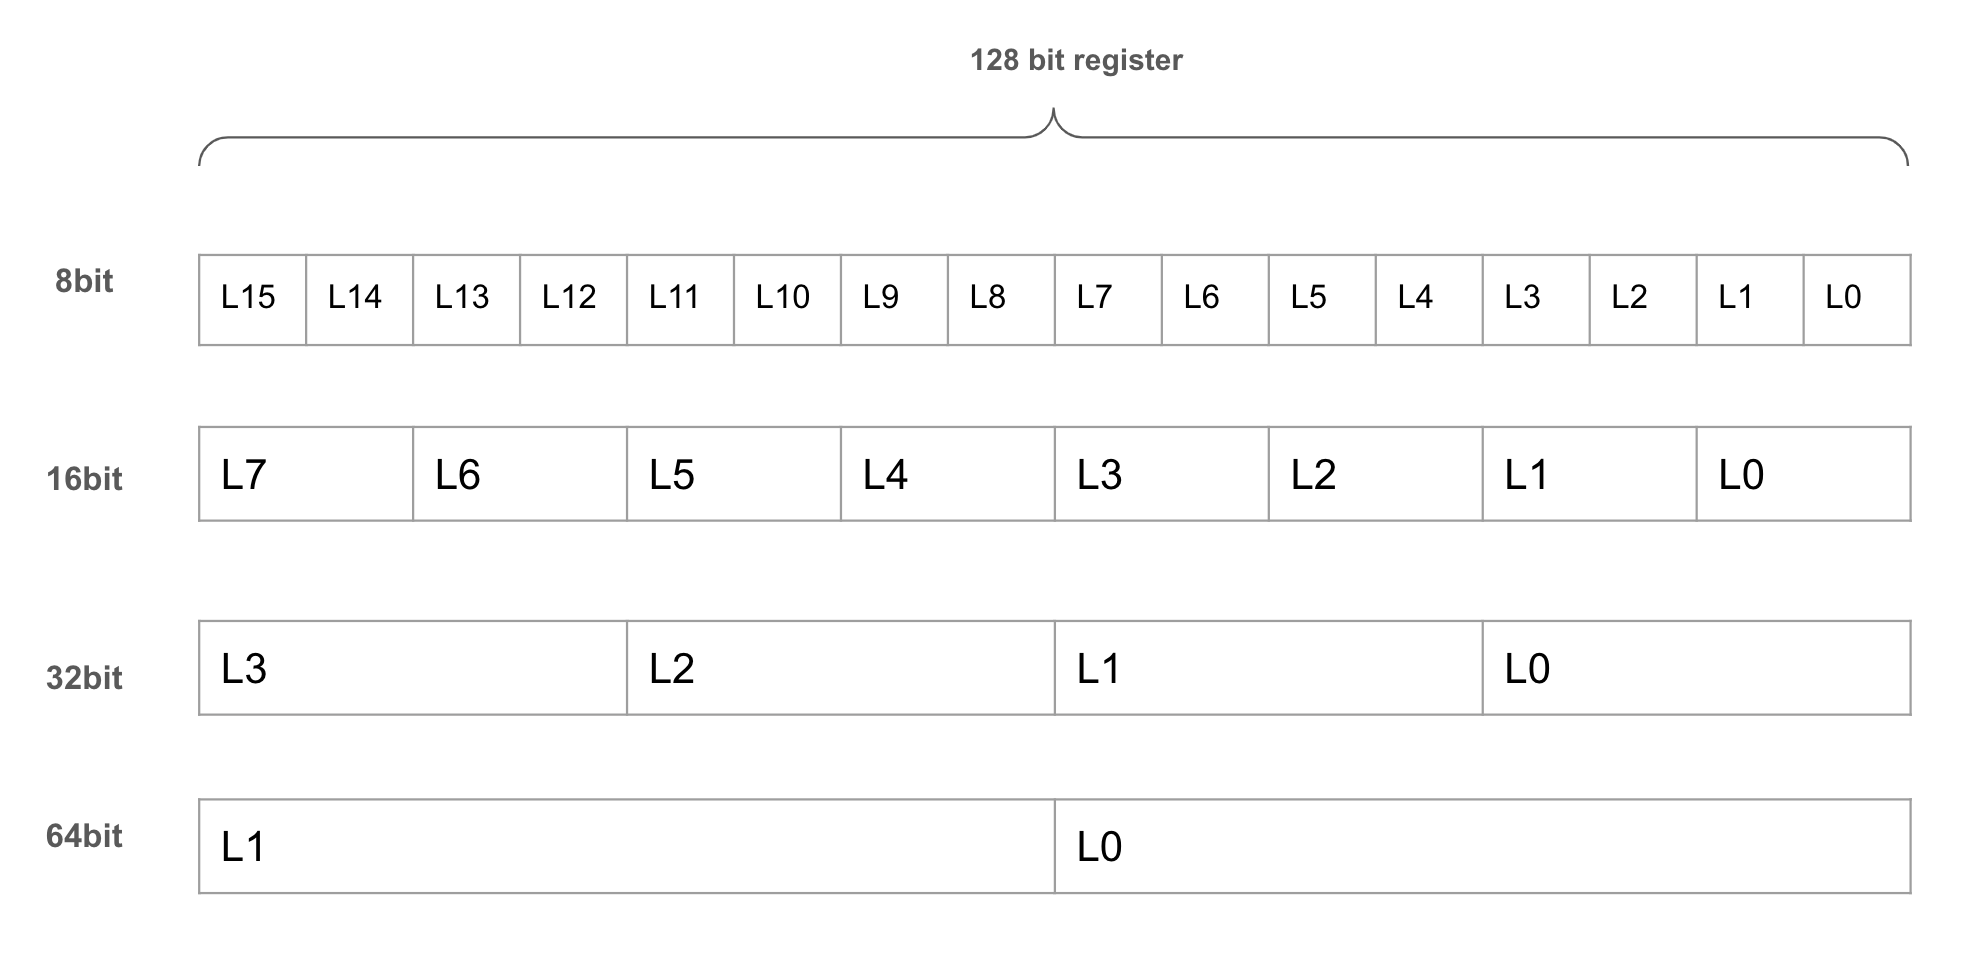 128 bit register
8bit L15 L14 L13 L12 L11 L10 L9 L8 L7 L6 L5 L4 L3 L2 L1 L0
16bit L7 L6 L5 L4 L3 L2 L1 L0
32bit L3 L2 L1 L0
64bit L1 L0